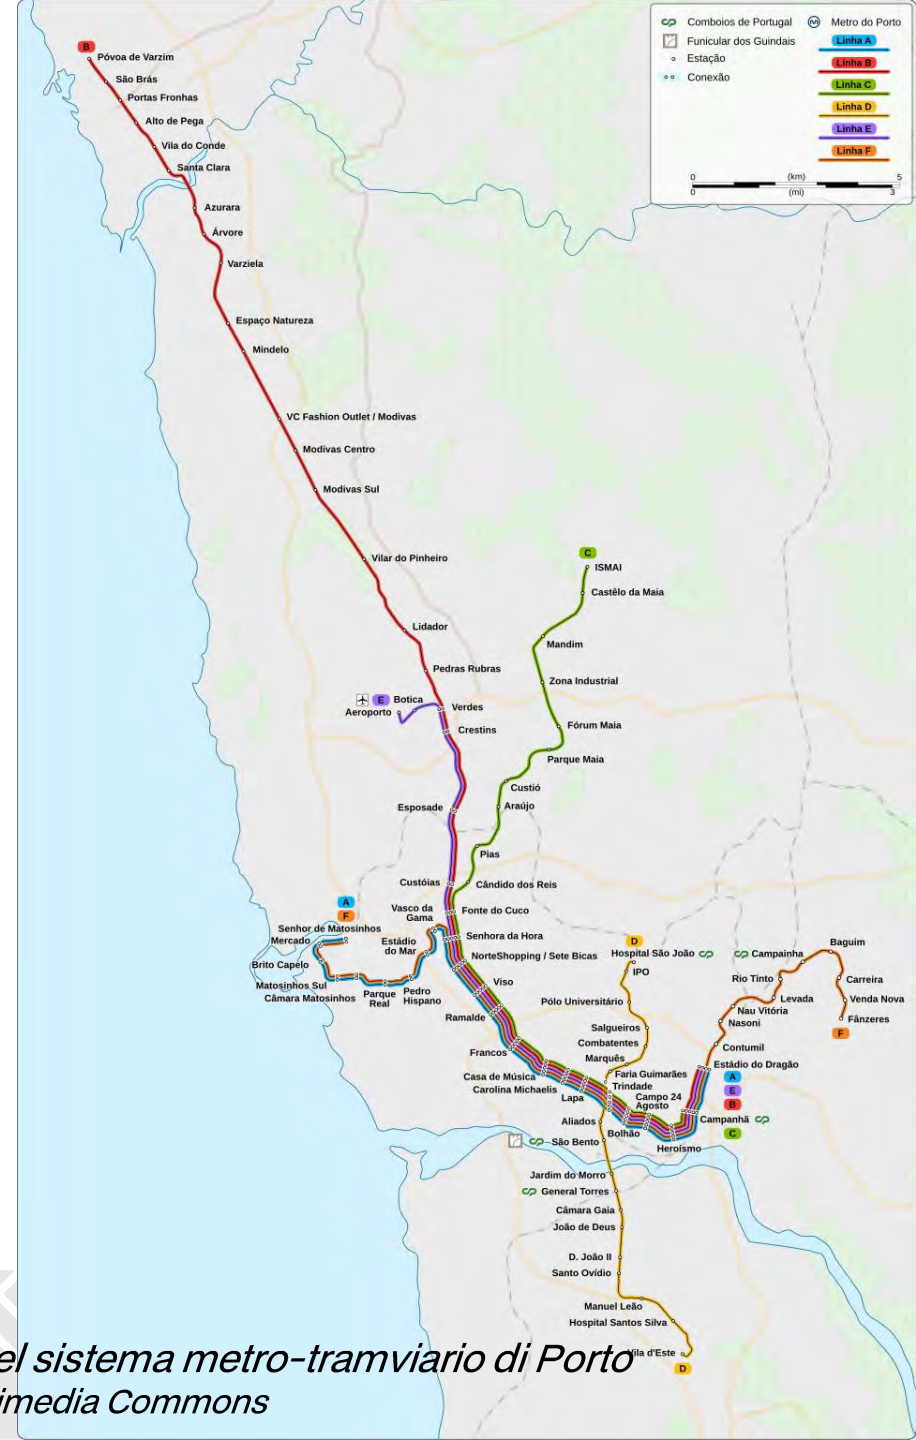 Comboios de Portugal
Metro do Porto
Funicular dos Guindais
Linha A
Estação
Linha B
Conexão
Linha C
Linha D
Linha E
Linha F
0 (km) 5
0 (mi) 3
B
Póvoa de Varzim
São Brás
Portas Fronhas
Alto de Pega
Vila do Conde
Santa Clara
Azurara
Árvore
Varziela
Espaço Natureza
Mindelo
VC Fashion Outlet / Modivas
Modivas Centro
Modivas Sul
Vilar do Pinheiro
Lidador
Pedras Rubras
C
ISMAI
Castêlo da Maia
Mandim
Zona Industrial
Fórum Maia
Parque Maia
Custió
Araújo
Pias
Cândido dos Reis
E
Botica
Aeroporto
Verdes
Crestins
Esposade
Custóias
Vasco da
Gama
Fonte do Cuco
A
F
Senhor de Matosinhos
Mercado
Brito Capelo
Matosinhos Sul
Câmara Matosinhos
Parque
Real
Pedro
Hispano
Estádio
do Mar
Senhora da Hora
NorteShopping / Sete Bicas
Viso
Ramalde
Francos
Casa de Música
Carolina Michaelis
Lapa
D
Hospital São João
IPO
Pólo Universitário
Salgueiros
Combatentes
Marquês
Faria Guimarães
Trindade
Campo 24
Agosto
Aliados
Bolhão
Heroísmo
São Bento
Campainha
Baguim
Rio Tinto
Carreira
Levada
Venda Nova
Nau Vitória
Nasoni
Fânzeres
F
Contumil
Estádio do Dragão
A
E
B
Campanhã
C
Jardim do Morro
General Torres
Câmara Gaia
João de Deus
D. João II
Santo Ovídio
Manuel Leão
Hospital Santos Silva
Vila d'Este
D
el sistema metro-tramviario di Porto
imedia Commons